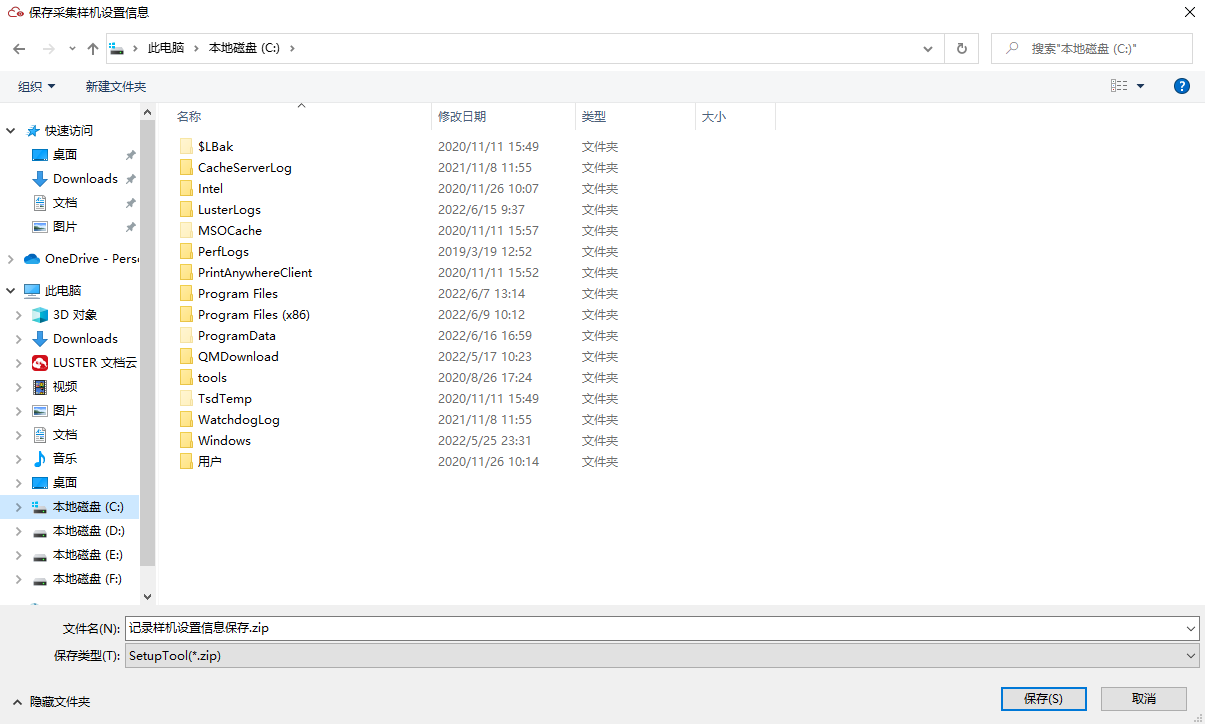 保存采集样机设置信息
此电脑 本地磁盘 (C:)
搜索"本地磁盘 (C:)"
组织 新建文件夹
?
名称 修改日期 类型 大小
快速访问
桌面
Downloads
文档
图片
OneDrive - Pers
此电脑
3D 对象
Downloads
LUSTER 文档云
视频
图片
文档
音乐
桌面
本地磁盘 (C:)
本地磁盘 (D:)
本地磁盘 (E:)
本地磁盘 (F:)
$LBak 2020/11/11 15:49 文件夹
CacheServerLog 2021/11/8 11:55 文件夹
Intel 2020/11/26 10:07 文件夹
LusterLogs 2022/6/15 9:37 文件夹
MSOCache 2020/11/11 15:57 文件夹
PerfLogs 2019/3/19 12:52 文件夹
PrintAnywhereClient 2020/11/11 15:52 文件夹
Program Files 2022/6/7 13:14 文件夹
Program Files (x86) 2022/6/9 10:12 文件夹
ProgramData 2022/6/16 16:59 文件夹
QMDownload 2022/5/17 10:23 文件夹
tools 2020/8/26 17:24 文件夹
TsdTemp 2020/11/11 15:49 文件夹
WatchdogLog 2021/11/8 11:55 文件夹
Windows 2022/5/25 23:31 文件夹
用户 2020/11/26 10:14 文件夹
文件名(N): 记录样机设置信息保存.zip
保存类型(T): SetupTool(*.zip)
隐藏文件夹 保存(S) 取消